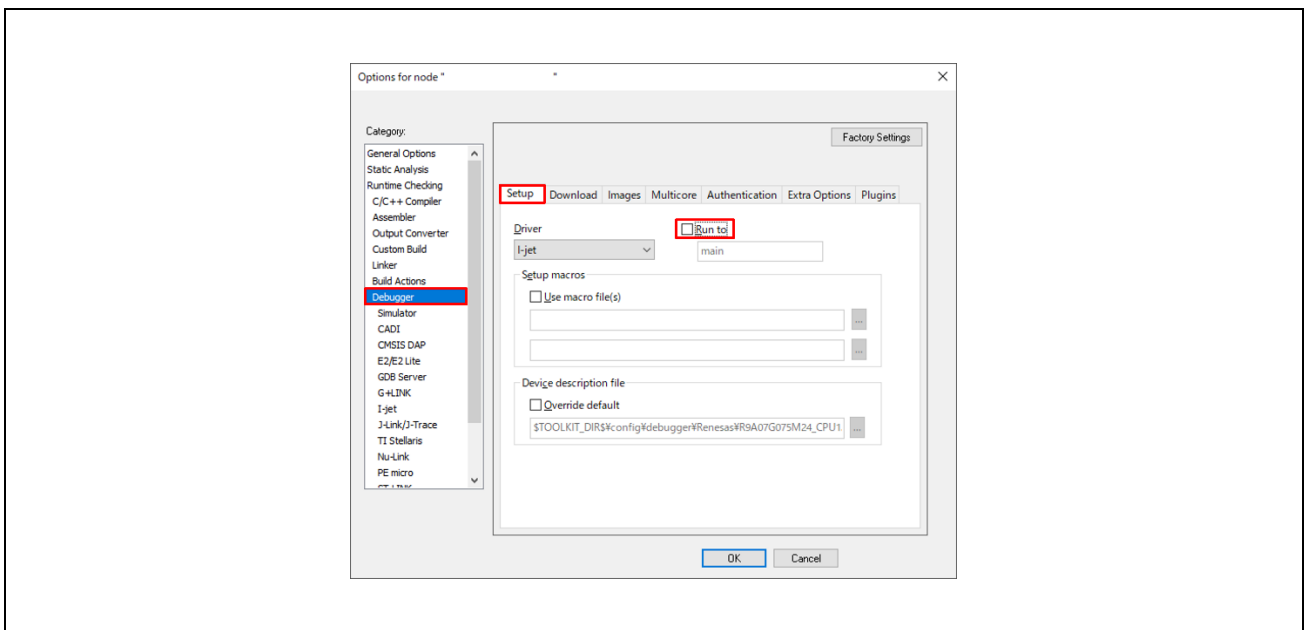 Options for node "                    "
Category:
Factory Settings
General Options
Static Analysis
Runtime Checking
C/C++ Compiler
Assembler
Output Converter
Custom Build
Linker
Build Actions
Debugger
Simulator
CADI
CMSIS DAP
E2/E2 Lite
GDB Server
G+LINK
I-jet
J-Link/J-Trace
TI Stellaris
Nu-Link
PE micro
Setup Download Images Multicore Authentication Extra Options Plugins
Driver
Run to
I-jet
main
Setup macros
Use macro file(s)
...
...
Device description file
Override default
$TOOLKIT_DIR$¥config¥debugger¥Renesas¥R9A07G075M24_CPU1
...
OK Cancel